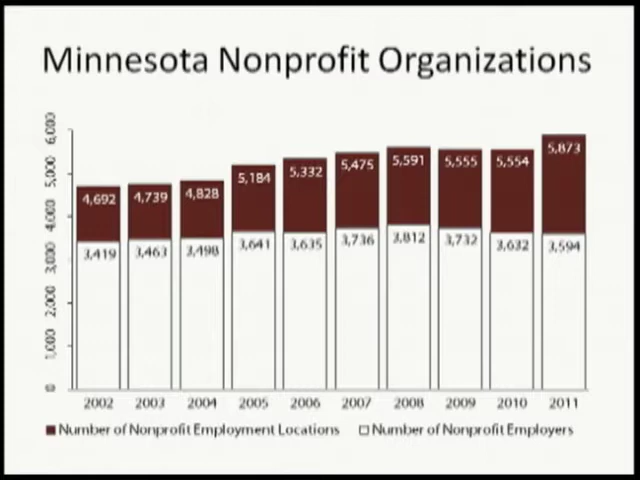 Minnesota Nonprofit Organizations
6,000
5,000
4,000
3,000
2,000
1,000
0
4,692 4,739 4,828 5,184 5,332 5,475 5,591 5,555 5,554 5,873
3,419 3,463 3,498 3,641 3,635 3,736 3,812 3,732 3,632 3,594
2002 2003 2004 2005 2006 2007 2008 2009 2010 2011
Number of Nonprofit Employment Locations Number of Nonprofit Employers